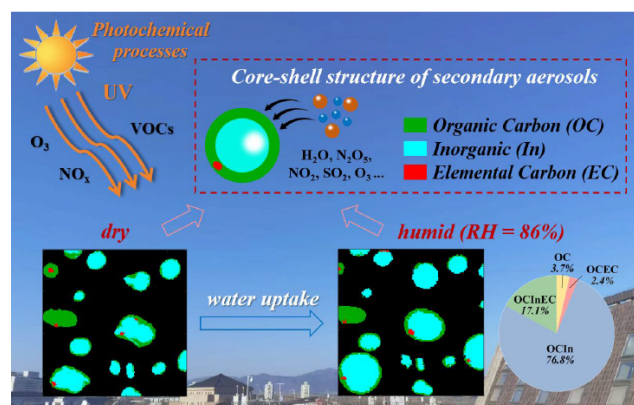 Photochemical
processes
UV
O₃
VOCs
NOₓ
Core-shell structure of secondary aerosols
H₂O, N₂O₅,
NO₂, SO₂, O₃ ...
Organic Carbon (OC)
Inorganic (In)
Elemental Carbon (EC)
dry
humid (RH = 86%)
water uptake
OC
3.7%
OCEC
2.4%
OCInEC
17.1%
OCIn
76.8%